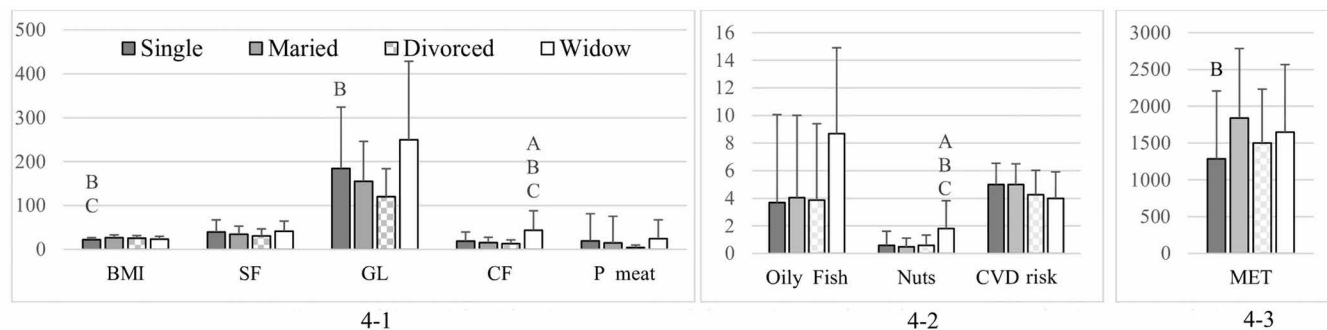 500
400
300
200
100
0
Single Maried Divorced Widow
B
C
B
A
B
C
BMI SF GL CF P meat
4-1
16
14
12
10
8
6
4
2
0
A
B
C
Oily Fish Nuts CVD risk
4-2
3000
2500
2000
1500
1000
500
0
B
MET
4-3